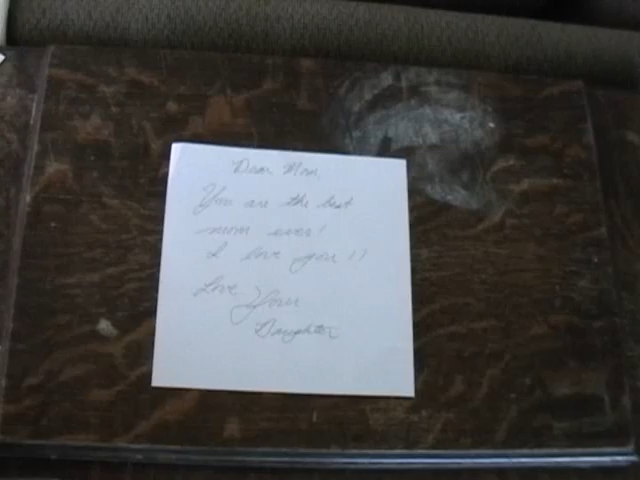 Dear Mom,
You are the best
mom ever!
I love you!!
Love Your
Daughter